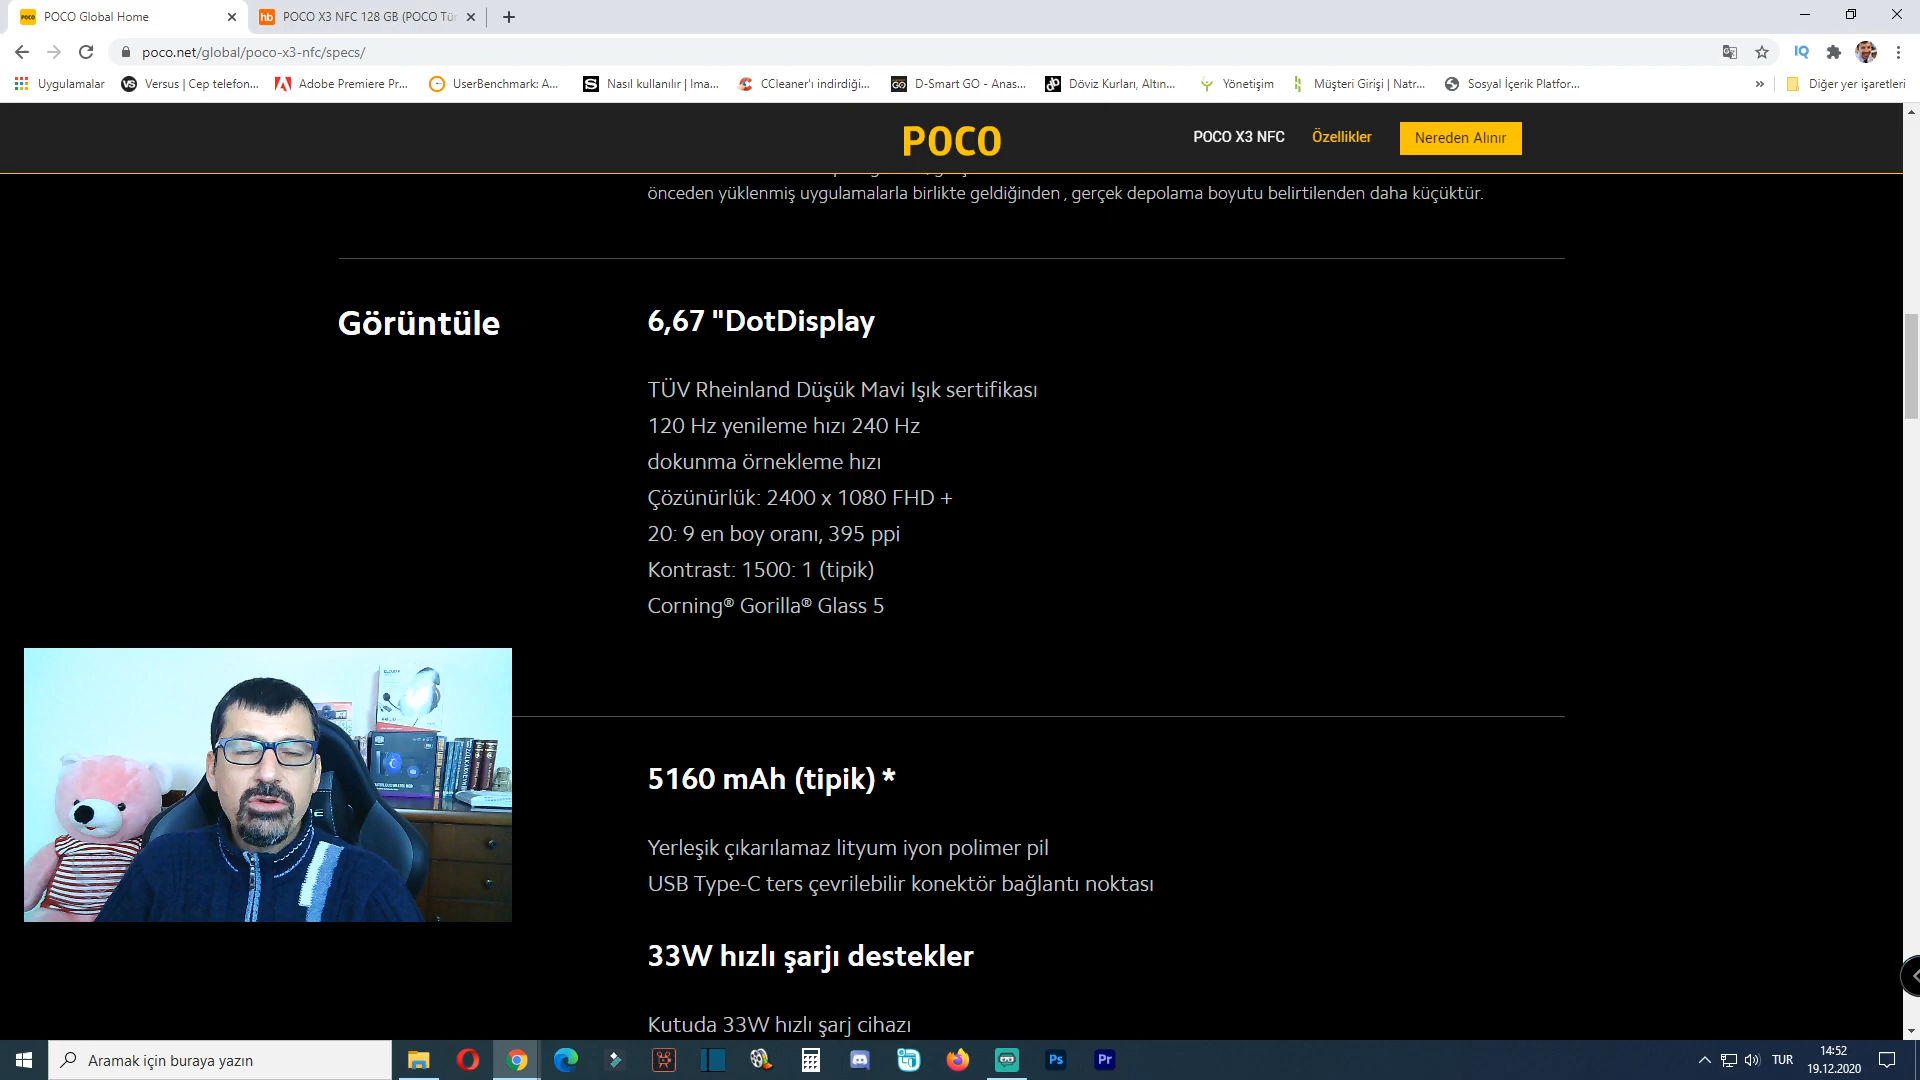 POCO Global Home
POCO X3 NFC 128 GB (POCO Tür
poco.net/global/poco-x3-nfc/specs/
Uygulamalar
Versus | Cep telefon...
Adobe Premiere Pr...
UserBenchmark: A...
Nasıl kullanılır | Ima...
CCleaner'ı indirdiği...
D-Smart GO - Anas...
Döviz Kurları, Altın...
Yönetişim
Müşteri Girişi | Natr...
Sosyal İçerik Platfor...
»
Diğer yer işaretleri
POCO
POCO X3 NFC
Özellikler
Nereden Alınır
önceden yüklenmiş uygulamalarla birlikte geldiğinden , gerçek depolama boyutu belirtilenden daha küçüktür.
Görüntüle
6,67 "DotDisplay
TÜV Rheinland Düşük Mavi Işık sertifikası
120 Hz yenileme hızı 240 Hz
dokunma örnekleme hızı
Çözünürlük: 2400 x 1080 FHD +
20: 9 en boy oranı, 395 ppi
Kontrast: 1500: 1 (tipik)
Corning® Gorilla® Glass 5
5160 mAh (tipik) *
Yerleşik çıkarılamaz lityum iyon polimer pil
USB Type-C ters çevrilebilir konektör bağlantı noktası
33W hızlı şarjı destekler
Kutuda 33W hızlı şarj cihazı
Aramak için buraya yazın
Ps
Pr
TUR
14:52
19.12.2020